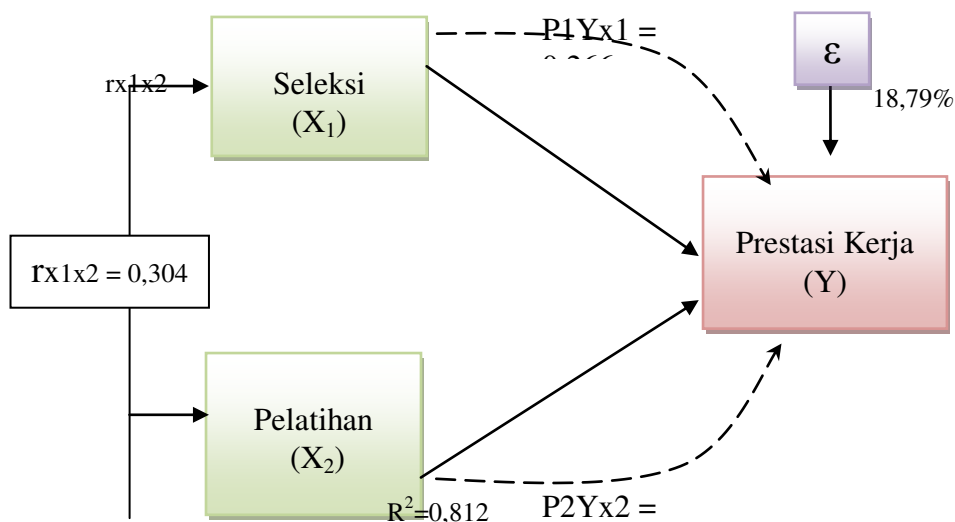 P1Yx1 =
ε
18,79%
rx1x2
Seleksi
(X₁)
Prestasi Kerja
(Y)
rx1x2 = 0,304
Pelatihan
(X₂)
R²=0,812
P2Yx2 =